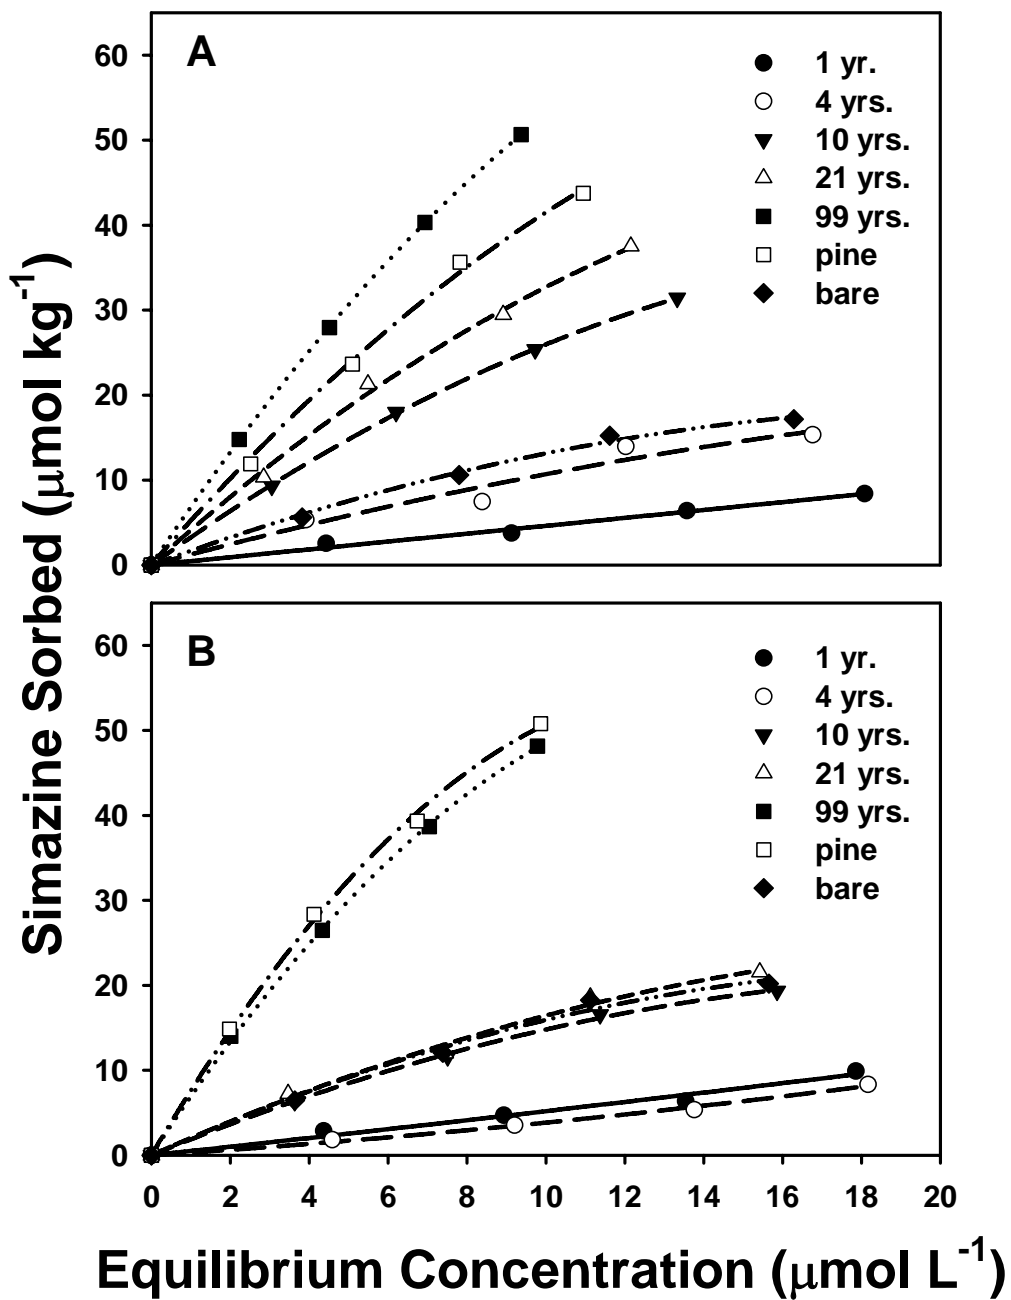 Simazine Sorbed (μmol kg⁻¹)
A
60
50
40
30
20
10
0
1 yr.
4 yrs.
10 yrs.
21 yrs.
99 yrs.
pine
bare
B
60
50
40
30
20
10
0
1 yr.
4 yrs.
10 yrs.
21 yrs.
99 yrs.
pine
bare
0 2 4 6 8 10 12 14 16 18 20
Equilibrium Concentration (μmol L⁻¹)